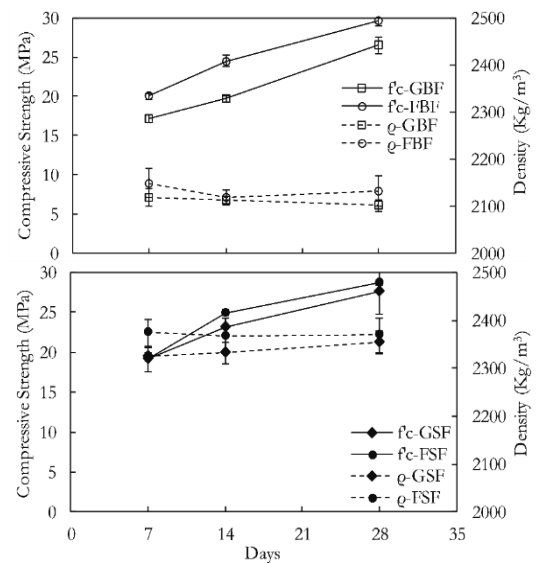 30
25
20
15
10
5
0
Compressive Strength (MPa)
2500
2400
2300
2200
2100
2000
Density (Kg/m³)
f'c-GBF
f'c-FBF
ϱ-GBF
ϱ-FBF
30
25
20
15
10
5
0
Compressive Strength (MPa)
2500
2400
2300
2200
2100
2000
Density (Kg/m³)
f'c-GSF
f'c-FSF
ϱ-GSF
ϱ-FSF
0 7 14 21 28 35
Days